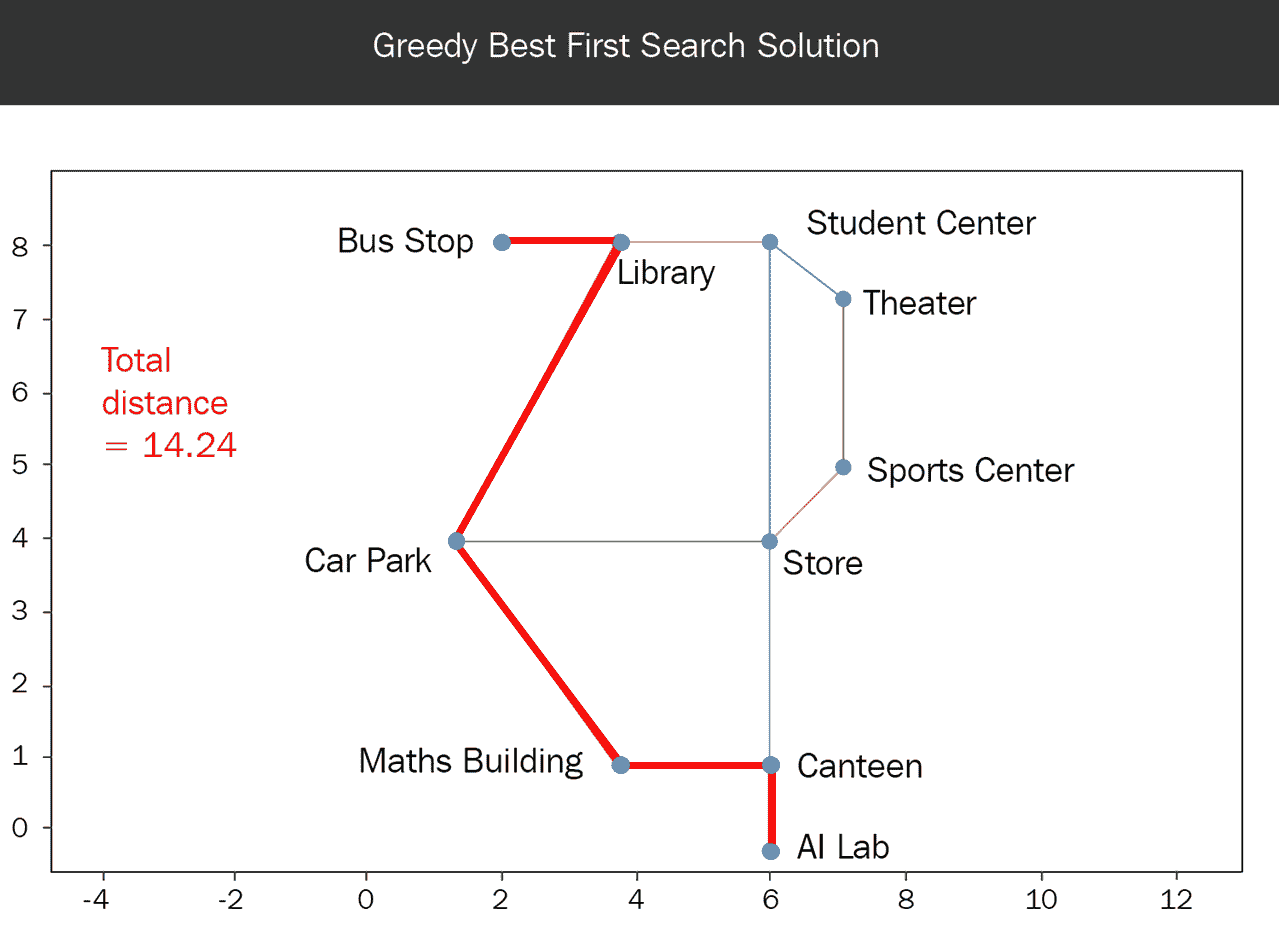 Greedy Best First Search Solution
8
7
6
5
4
3
2
1
0
Bus Stop
Library
Student Center
Theater
Total
distance
= 14.24
Sports Center
Car Park
Store
Maths Building
Canteen
AI Lab
-4 -2 0 2 4 6 8 10 12